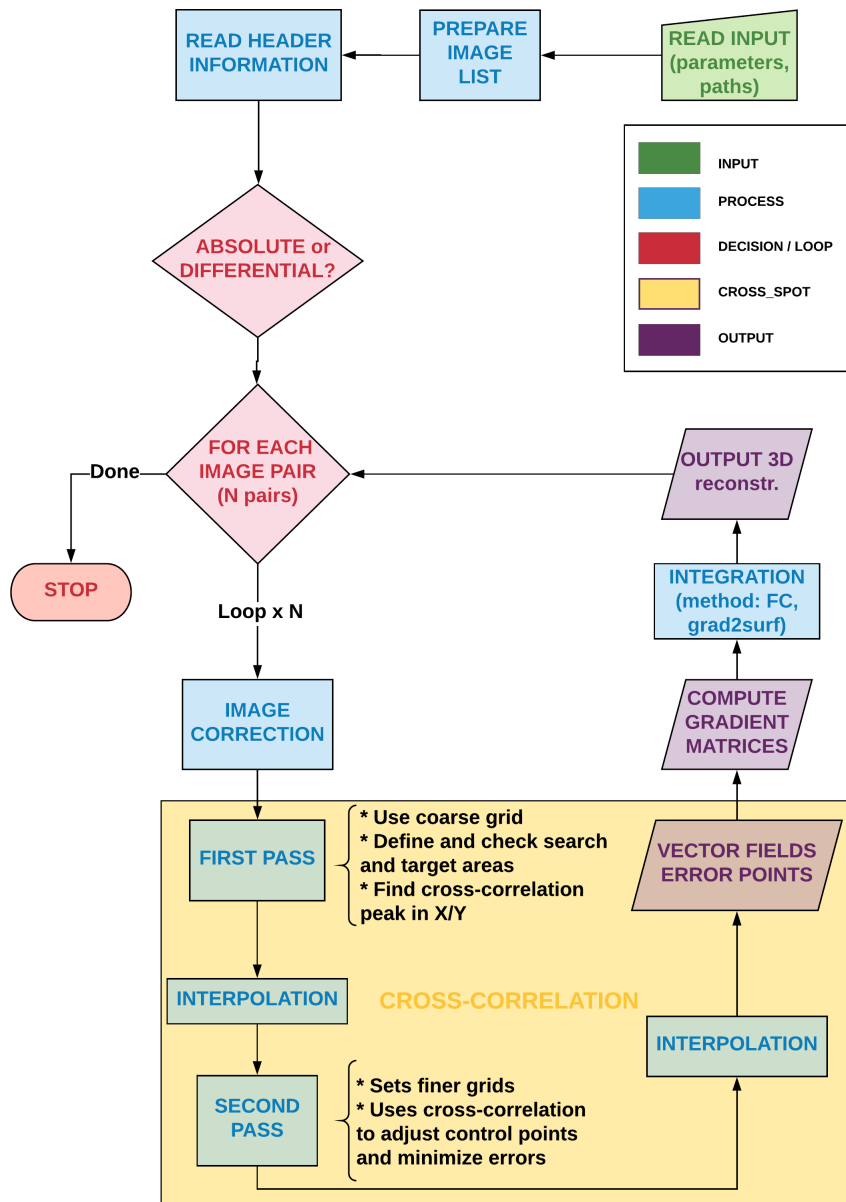 READ HEADER
INFORMATION
PREPARE
IMAGE
LIST
READ INPUT
(parameters,
paths)
INPUT
PROCESS
DECISION / LOOP
CROSS_SPOT
OUTPUT
ABSOLUTE or
DIFFERENTIAL?
FOR EACH
IMAGE PAIR
(N pairs)
Done
STOP
Loop x N
OUTPUT 3D
reconstr.
INTEGRATION
(method: FC,
grad2surf)
COMPUTE
GRADIENT
MATRICES
IMAGE
CORRECTION
FIRST PASS
* Use coarse grid
* Define and check search
and target areas
* Find cross-correlation
peak in X/Y
VECTOR FIELDS
ERROR POINTS
INTERPOLATION
CROSS-CORRELATION
INTERPOLATION
SECOND
PASS
* Sets finer grids
* Uses cross-correlation
to adjust control points
and minimize errors